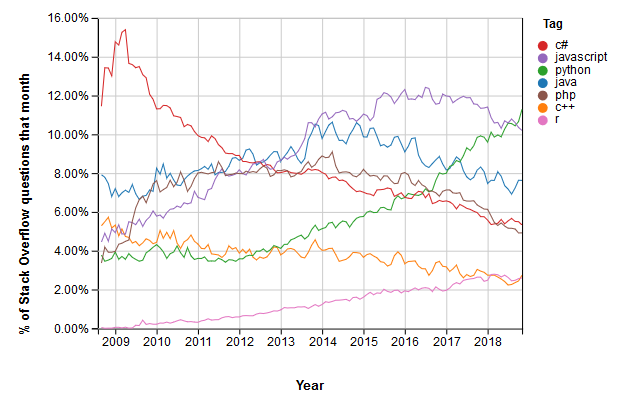 16.00%
14.00%
12.00%
10.00%
8.00%
6.00%
4.00%
2.00%
0.00%
% of Stack Overflow questions that month
2009 2010 2011 2012 2013 2014 2015 2016 2017 2018
Year
Tag
c#
javascript
python
java
php
c++
r